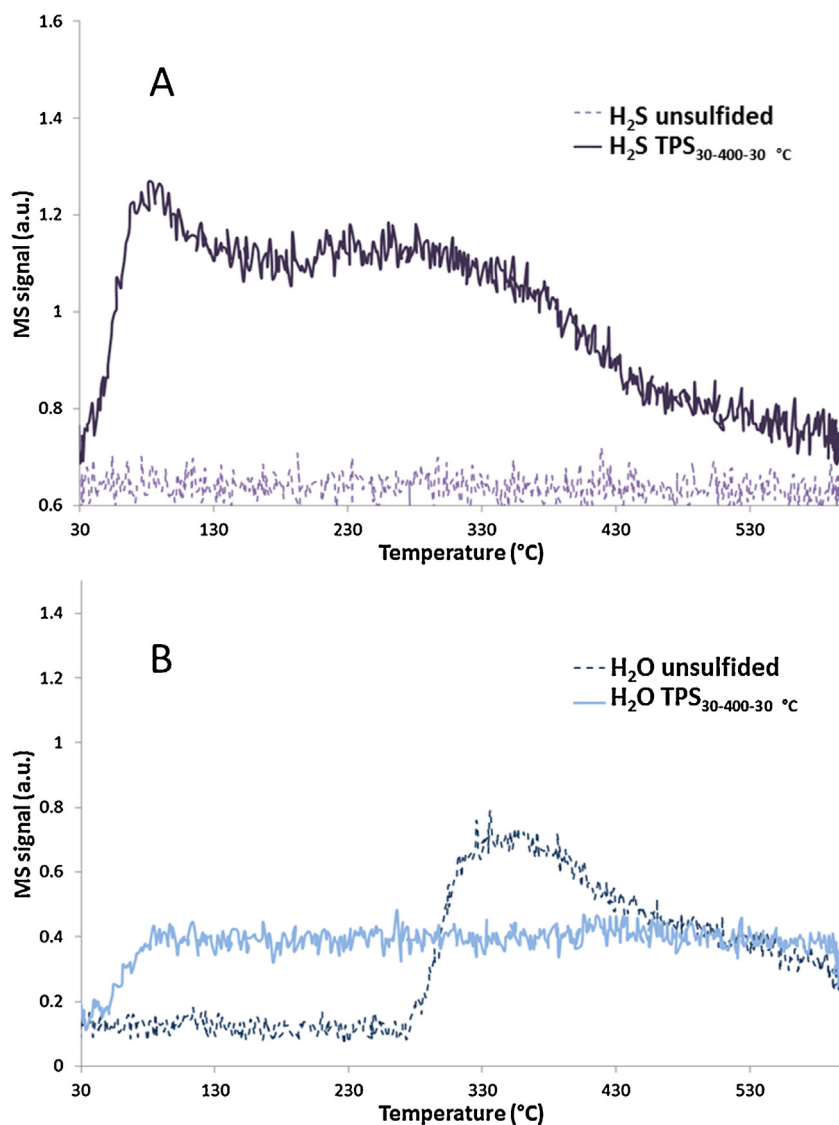 1.6
A
H₂S unsulfided
1.4
H₂S TPS₃₀₋₄₀₀₋₃₀ °C
1.2
MS signal (a.u.)
1
0.8
0.6
30 130 230 330 430 530
Temperature (°C)
1.4
B
H₂O unsulfided
1.2
H₂O TPS₃₀₋₄₀₀₋₃₀ °C
1
MS signal (a.u.)
0.8
0.6
0.4
0.2
0
30 130 230 330 430 530
Temperature (°C)